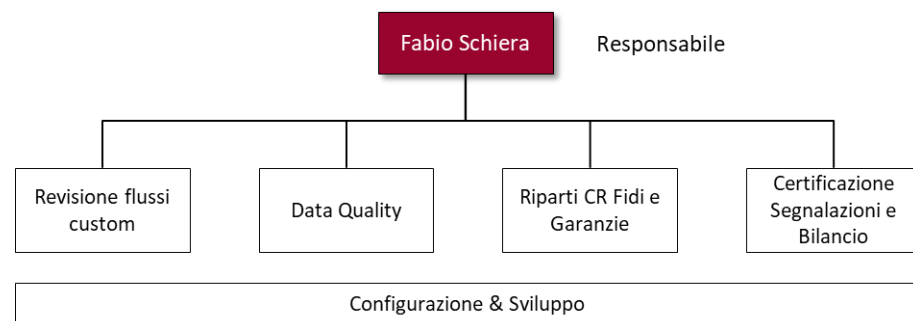 Fabio Schiera
Responsabile
Revisione flussi
custom
Data Quality
Riparti CR Fidi e
Garanzie
Certificazione
Segnalazioni e
Bilancio
Configurazione & Sviluppo